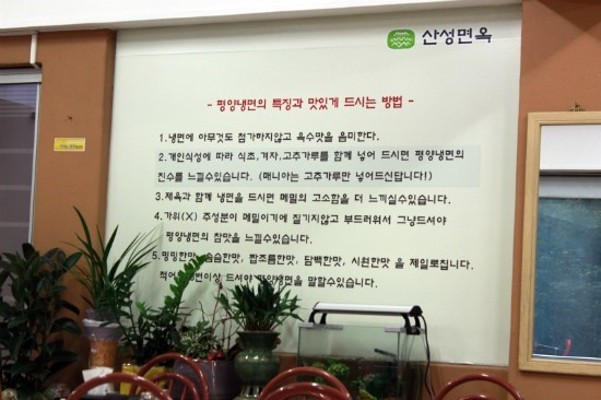 산성면옥
- 평양냉면의 특징과 맛있게 드시는 방법 -
1.냉면에 아무것도 첨가하지않고 육수맛을 음미한다.
2.개인식성에 따라 식초,겨자,고추가루를 함께 넣어 드시면 평양냉면의
진수를 느낄수있습니다. (매니아는 고추가루만 넣어드신답니다!)
3.제육과 함께 냉면을 드시면 메밀의 고소함을 더 느끼실수있습니다.
4.가위(X) 주성분이 메밀이기에 질기지않고 부드러워서 그냥드셔야
평양냉면의 참맛을 느낄수있습니다.
5.밍밍한맛, 슴슴한맛, 짭조름한맛, 담백한맛, 시원한맛 을 제일로칩니다.
적어 번이상 드셔야 평양냉면을 말할수있습니다.